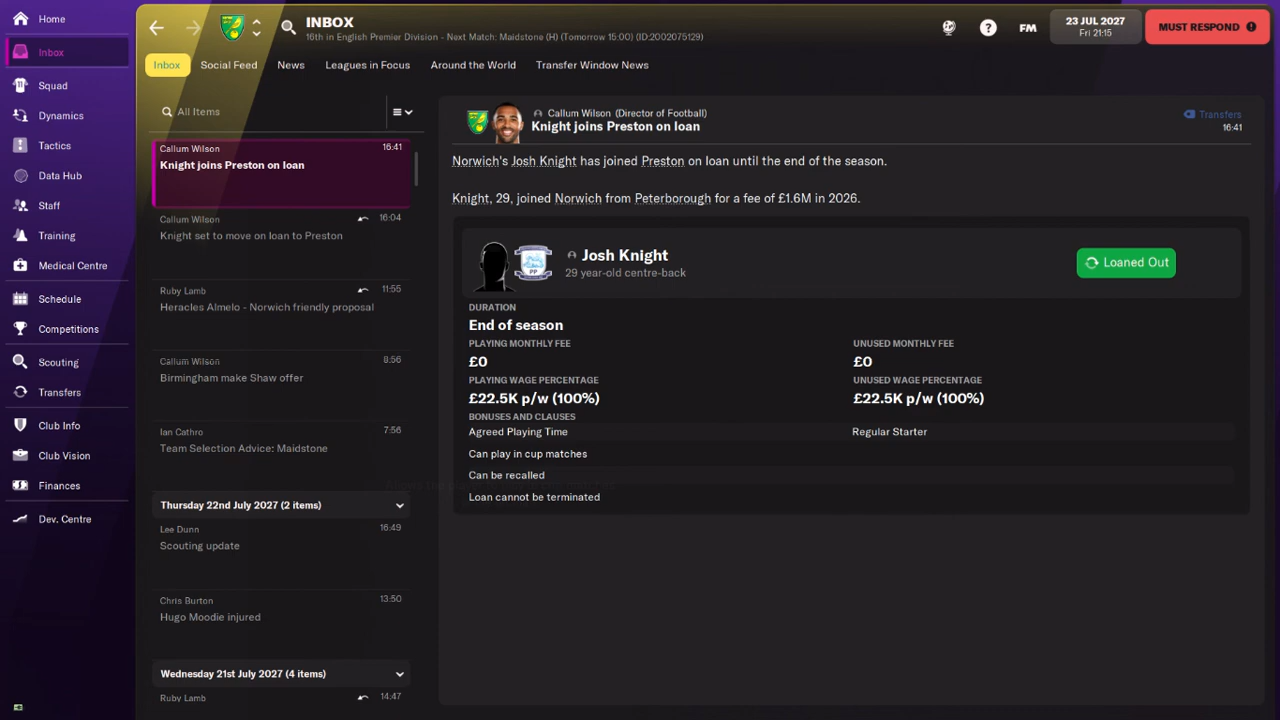 Home
Inbox
Squad
Dynamics
Tactics
Data Hub
Staff
Training
Medical Centre
Schedule
Competitions
Scouting
Transfers
Club Info
Club Vision
Finances
Dev. Centre
INBOX
16th in English Premier Division - Next Match: Maidstone (H) (Tomorrow 15:00) (ID:2002075129)
FM
23 JUL 2027
Fri 21:15
MUST RESPOND
Inbox Social Feed News Leagues in Focus Around the World Transfer Window News
All Items
Callum Wilson 16:41
Knight joins Preston on loan
Callum Wilson 16:04
Knight set to move on loan to Preston
Ruby Lamb 11:55
Heracles Almelo - Norwich friendly proposal
Callum Wilson 8:56
Birmingham make Shaw offer
Ian Cathro 7:56
Team Selection Advice: Maidstone
Thursday 22nd July 2027 (2 items)
Lee Dunn 16:49
Scouting update
Chris Burton 13:50
Hugo Moodie injured
Wednesday 21st July 2027 (4 items)
Ruby Lamb 14:47
Callum Wilson (Director of Football)
Knight joins Preston on loan
Transfers
16:41
Norwich's Josh Knight has joined Preston on loan until the end of the season.
Knight, 29, joined Norwich from Peterborough for a fee of £1.6M in 2026.
PP
Josh Knight
29 year-old centre-back
Loaned Out
DURATION
End of season
PLAYING MONTHLY FEE UNUSED MONTHLY FEE
£0 £0
PLAYING WAGE PERCENTAGE UNUSED WAGE PERCENTAGE
£22.5K p/w (100%) £22.5K p/w (100%)
BONUSES AND CLAUSES
Agreed Playing Time Regular Starter
Can play in cup matches
Can be recalled
Loan cannot be terminated